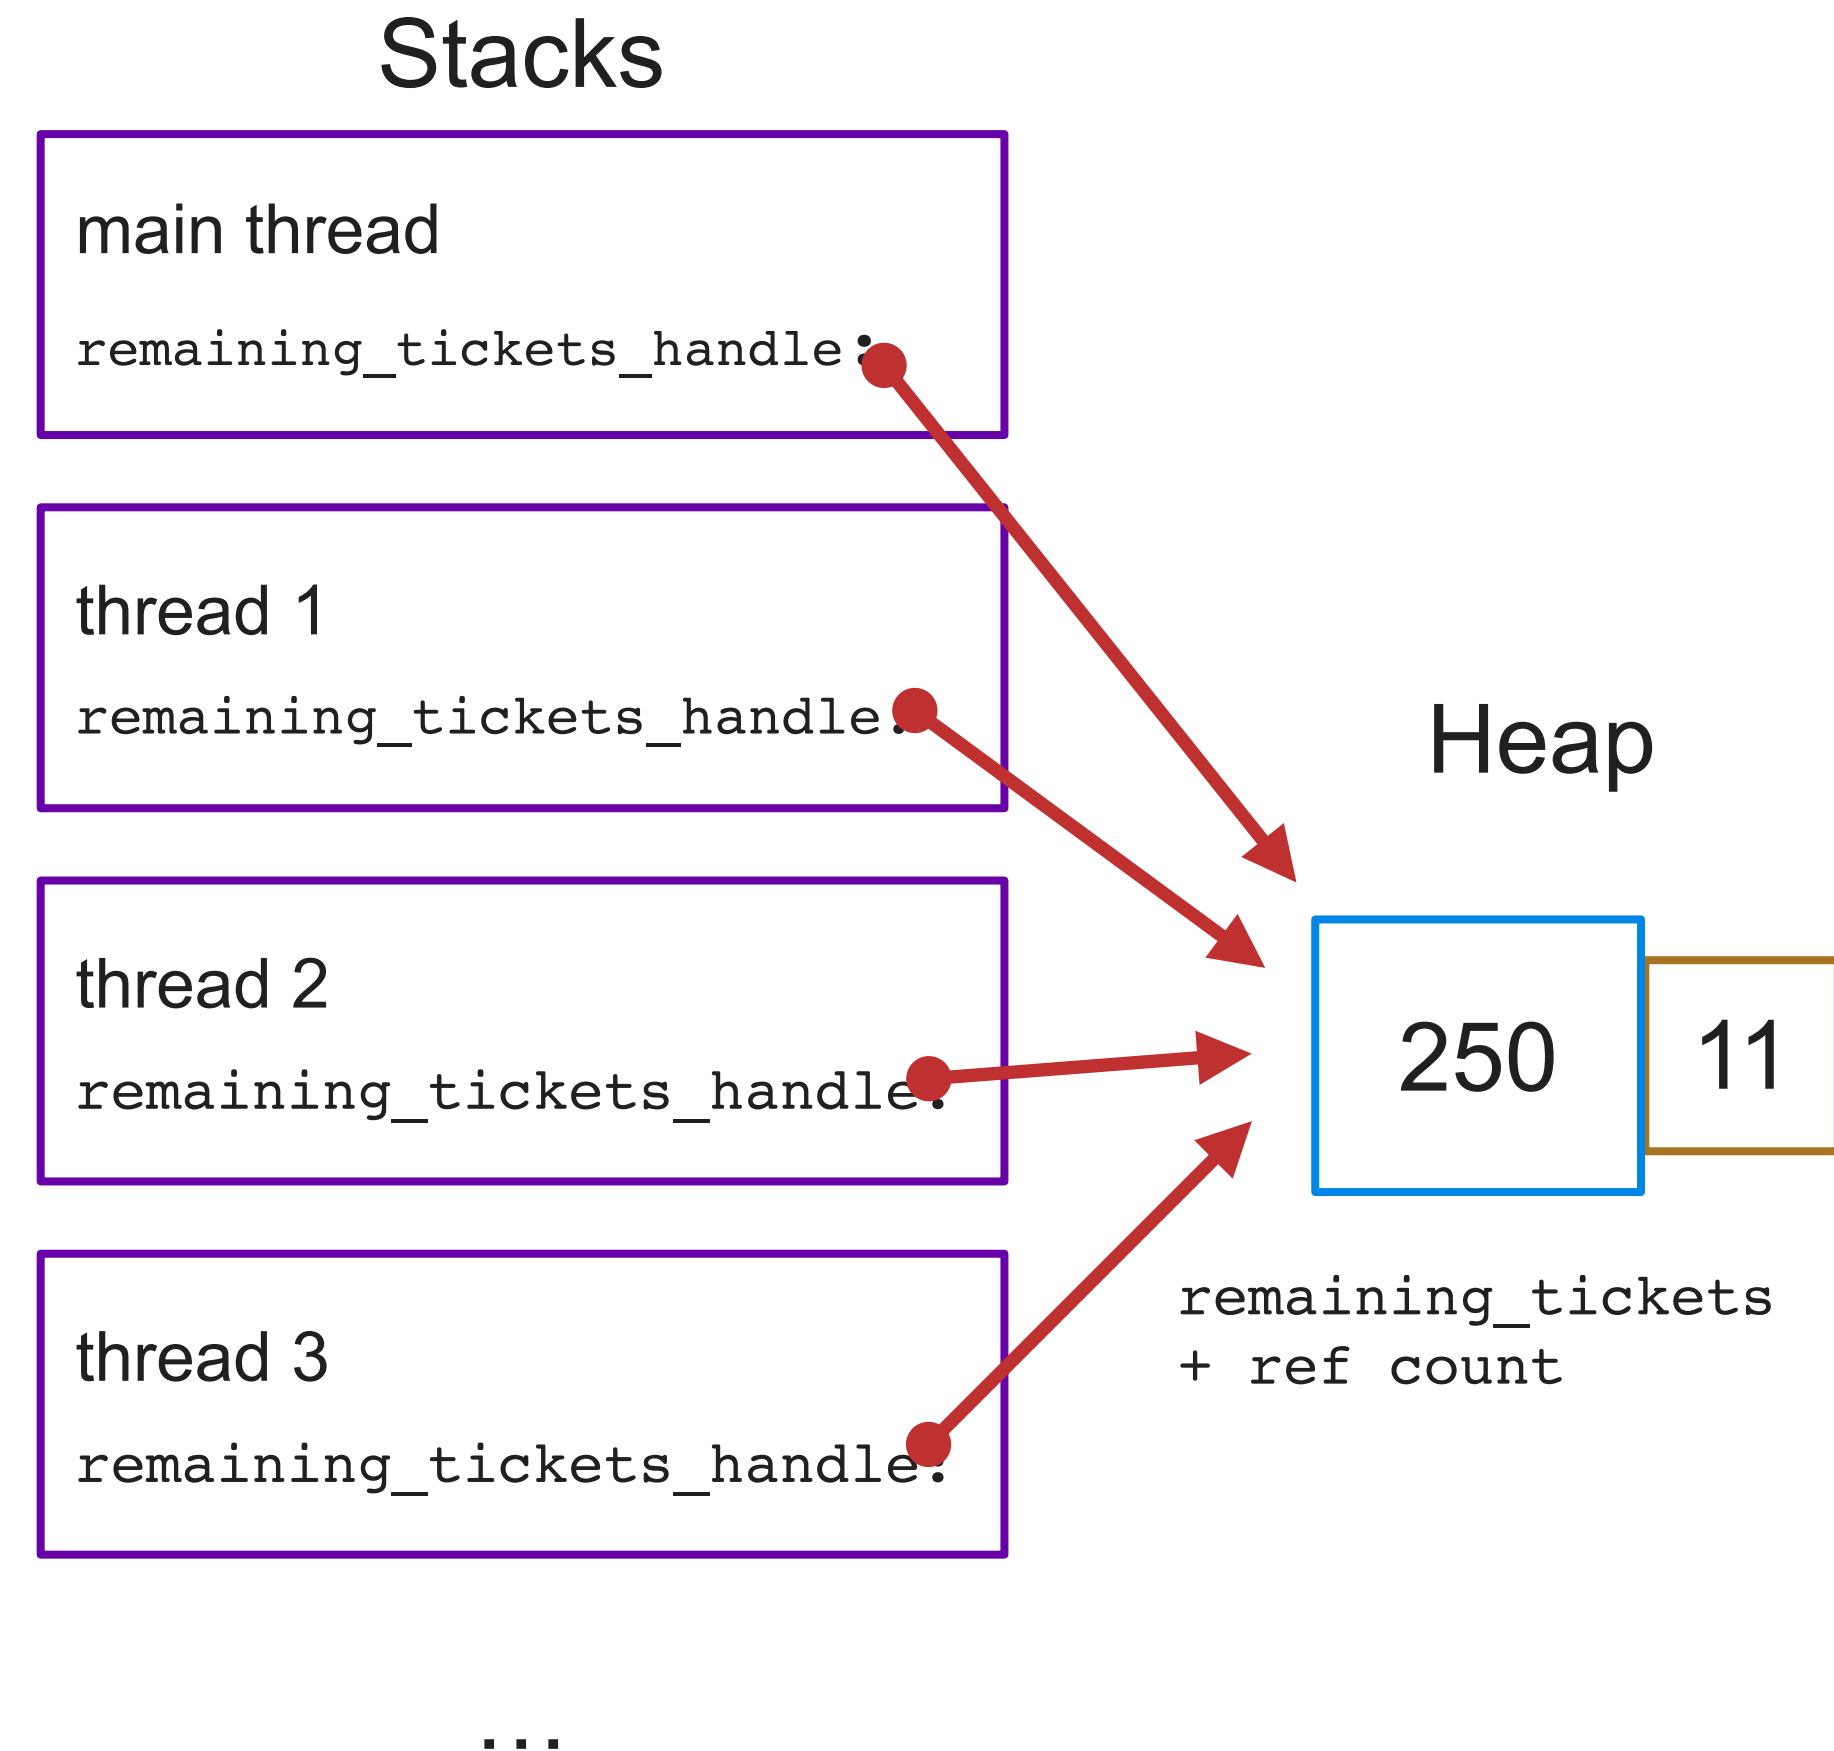 Stacks
main thread
remaining_tickets_handle:
thread 1
remaining_tickets_handle:
thread 2
remaining_tickets_handle:
thread 3
remaining_tickets_handle:
...
Heap
250 11
remaining_tickets
+ ref count